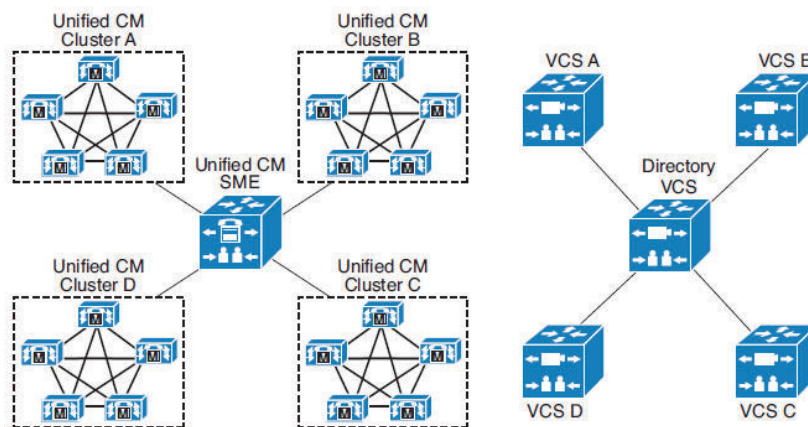 Unified CM
Cluster A
Unified CM
Cluster B
VCS A
VCS B
Unified CM
SME
Directory
VCS
Unified CM
Cluster D
Unified CM
Cluster C
VCS D
VCS C